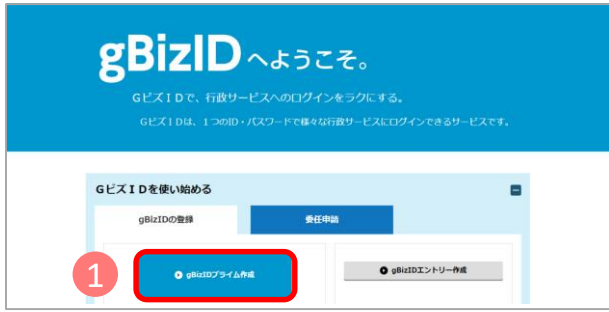 gBizIDへようこそ。
GビズIDで、行政サービスへのログインをラクにする。
GビズIDは、1つのID・パスワードで様々な行政サービスにログインできるサービスです。
GビズIDを使い始める
gBizIDの登録
委任申請
1
gBizIDプライム作成
gBizIDエントリー作成